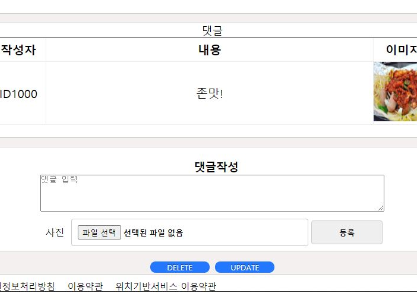 댓글
작성자 내용 이미지
ID1000 존맛!
댓글작성
댓글 입력
사진 파일 선택 선택된 파일 없음 등록
DELETE UPDATE
정보처리방침 이용약관 위치기반서비스 이용약관